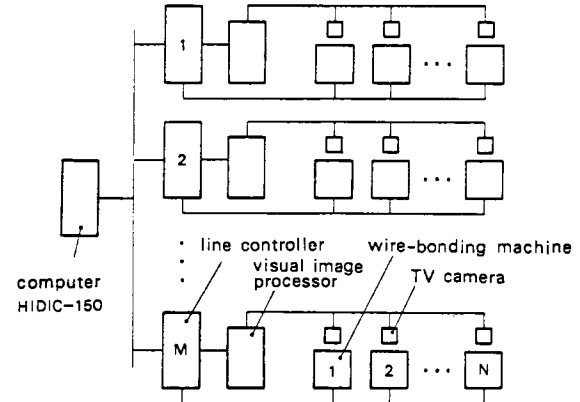 1
2
line controller
wire-bonding machine
visual image
processor
TV camera
computer
HIDIC-150
M
1
2
N